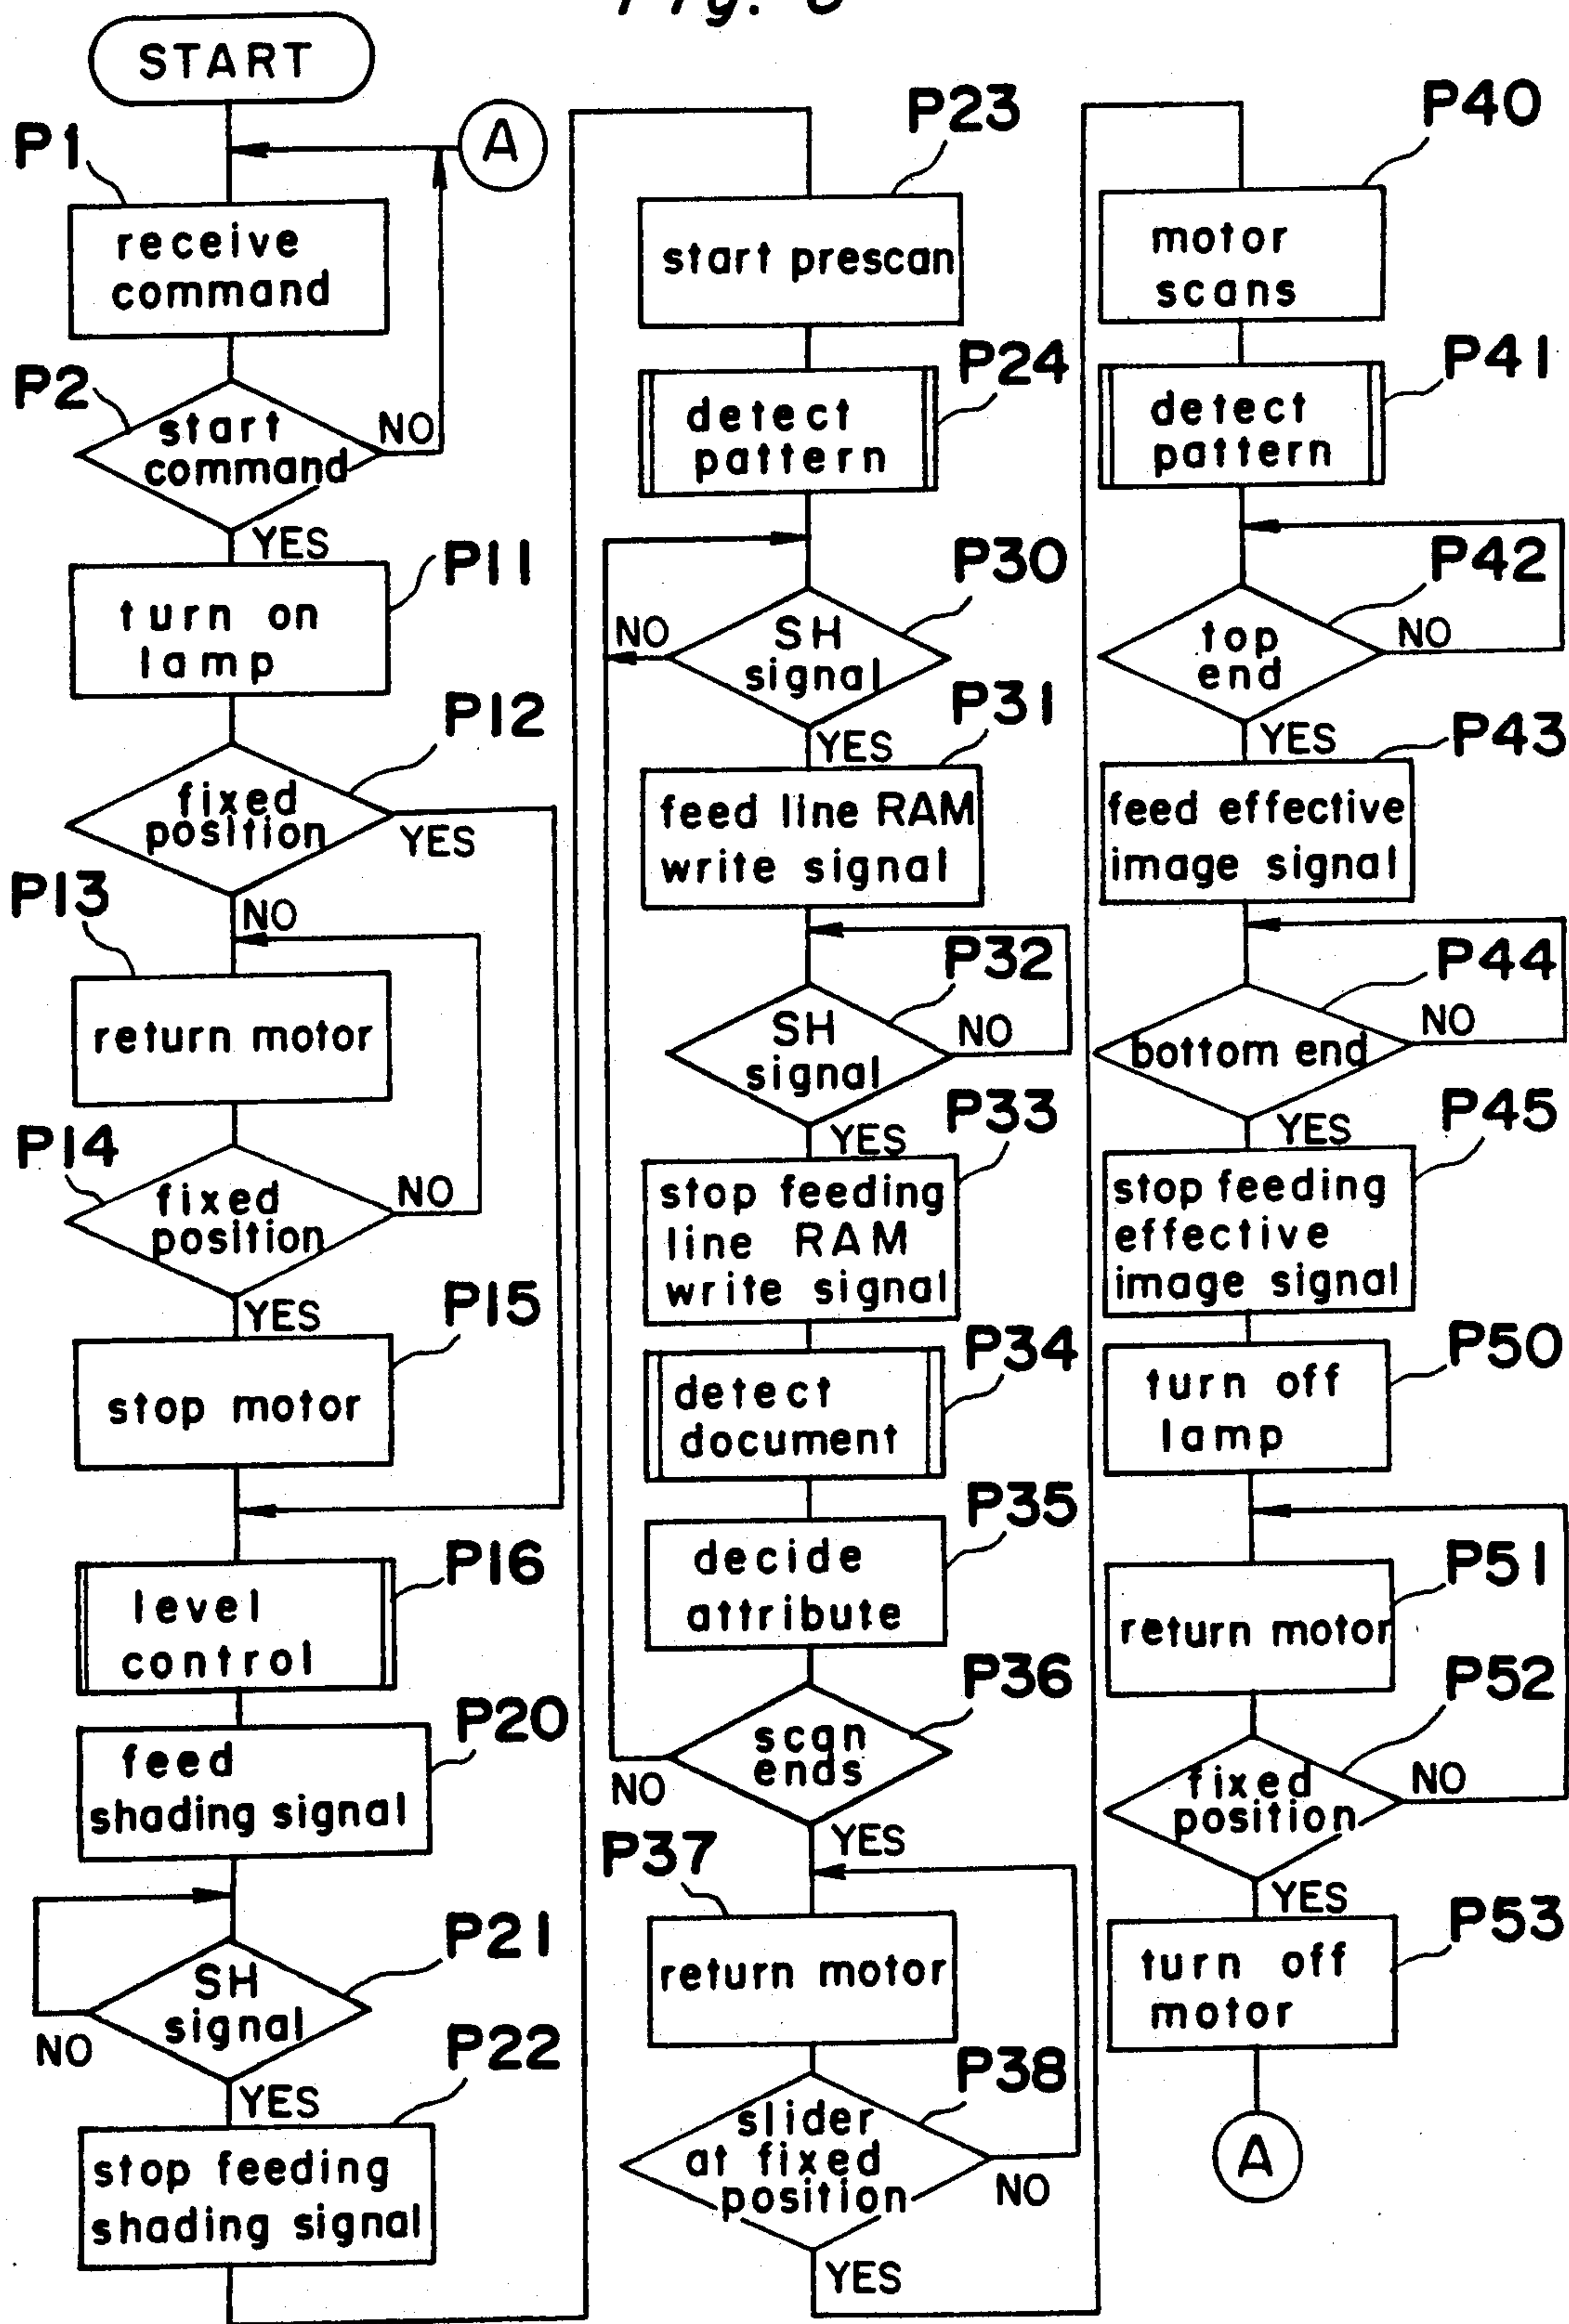 START
A
P1
receive
command
P2
start
command
NO
YES
P11
turn on
lamp
P12
fixed
position
YES
NO
P13
return motor
P14
fixed
position
NO
YES
P15
stop motor
P16
level
control
P20
feed
shading signal
P21
SH
signal
NO
YES
P22
stop feeding
shading signal
P23
start prescan
P24
detect
pattern
P30
SH
signal
NO
YES
P31
feed line RAM
write signal
P32
SH
signal
NO
YES
P33
stop feeding
line RAM
write signal
P34
detect
document
P35
decide
attribute
P36
scan
ends
NO
YES
P37
return motor
P38
slider
at fixed
position
NO
YES
P40
motor
scans
P41
detect
pattern
P42
top
end
NO
YES
P43
feed effective
image signal
P44
bottom end
NO
YES
P45
stop feeding
effective
image signal
P50
turn off
lamp
P51
return motor
P52
fixed
position
NO
YES
P53
turn off
motor
A